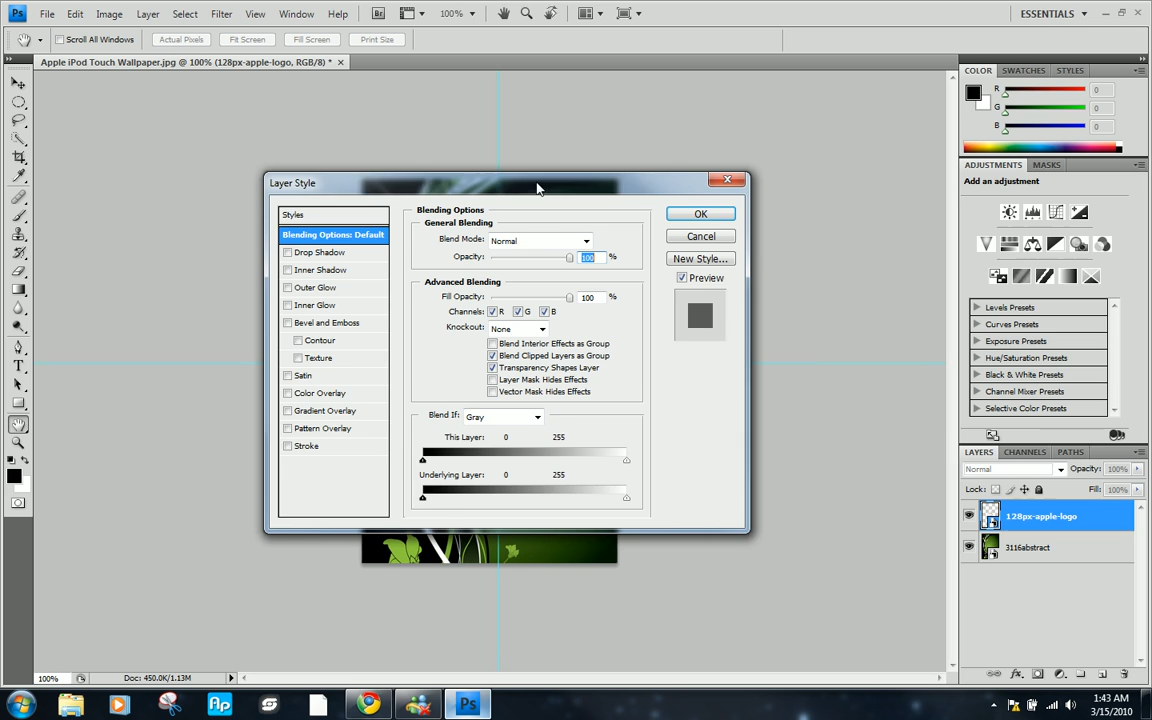 Ps File Edit Image Layer Select Filter View Window Help Br 100% ESSENTIALS
Scroll All Windows Actual Pixels Fit Screen Fill Screen Print Size
Apple iPod Touch Wallpaper.jpg @ 100% (128px-apple-logo, RGB/8) *
COLOR SWATCHES STYLES
R 0
G 0
B 0
ADJUSTMENTS MASKS
Add an adjustment
Levels Presets
Curves Presets
Exposure Presets
Hue/Saturation Presets
Black & White Presets
Channel Mixer Presets
Selective Color Presets
LAYERS CHANNELS PATHS
Normal Opacity: 100%
Lock: Fill: 100%
128px-apple-logo
3116abstract
Layer Style
Styles
Blending Options: Default
Drop Shadow
Inner Shadow
Outer Glow
Inner Glow
Bevel and Emboss
Contour
Texture
Satin
Color Overlay
Gradient Overlay
Pattern Overlay
Stroke
Blending Options
General Blending
Blend Mode: Normal
Opacity: 100 %
Advanced Blending
Fill Opacity: 100 %
Channels: R G B
Knockout: None
Blend Interior Effects as Group
Blend Clipped Layers as Group
Transparency Shapes Layer
Layer Mask Hides Effects
Vector Mask Hides Effects
Blend If: Gray
This Layer: 0 255
Underlying Layer: 0 255
OK
Cancel
New Style...
Preview
100% Doc: 450.0K/1.13M
Ap Ps
1:43 AM
3/15/2010